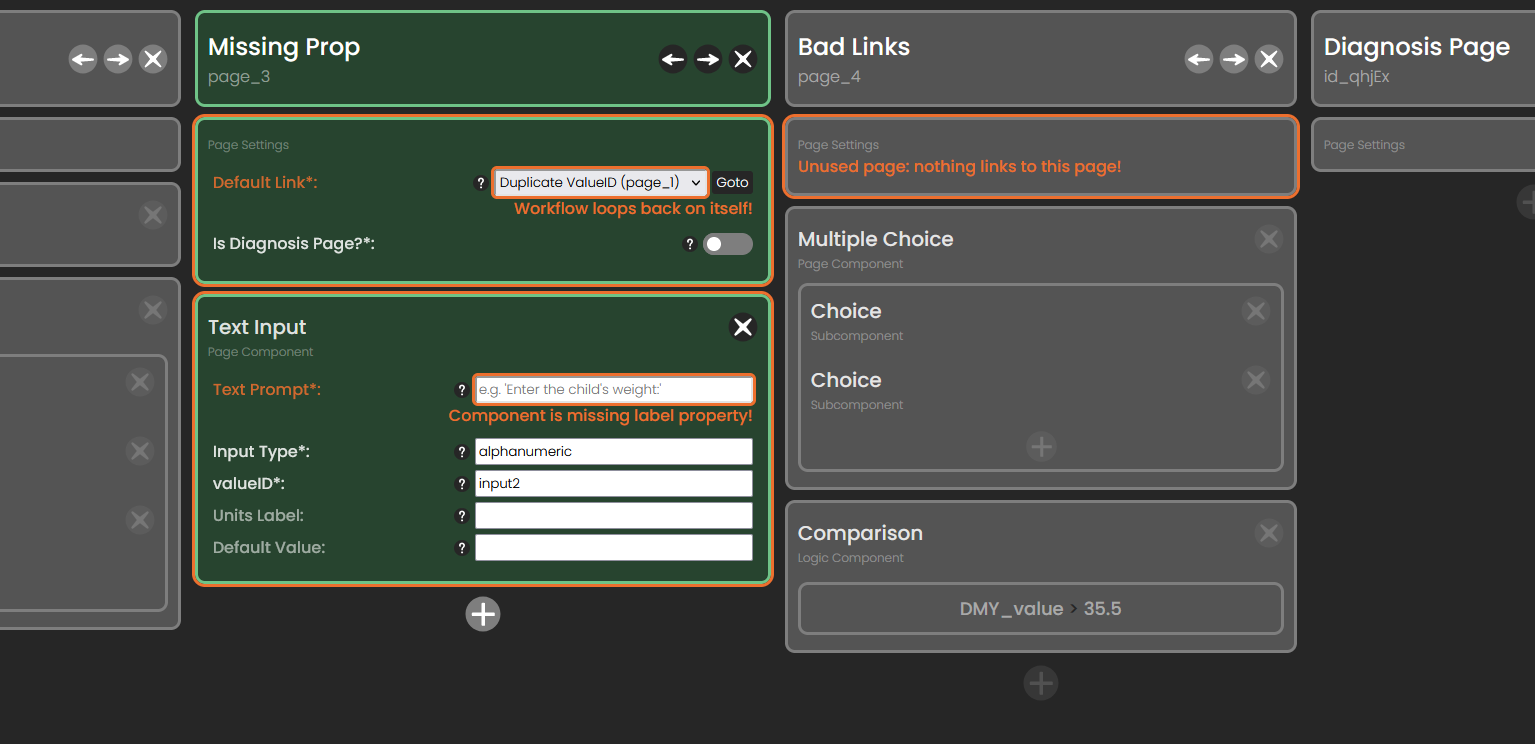 Missing Prop
page_3
Page Settings
Default Link*:
? Duplicate ValueID (page_1) Goto
Workflow loops back on itself!
Is Diagnosis Page?*: ?
Text Input
Page Component
Text Prompt*: ? e.g. 'Enter the child's weight:'
Component is missing label property!
Input Type*: ? alphanumeric
valueID*: ? input2
Units Label: ?
Default Value: ?
Bad Links
page_4
Page Settings
Unused page: nothing links to this page!
Multiple Choice
Page Component
Choice
Subcomponent
Choice
Subcomponent
Comparison
Logic Component
DMY_value > 35.5
Diagnosis Page
id_qhjEx
Page Settings